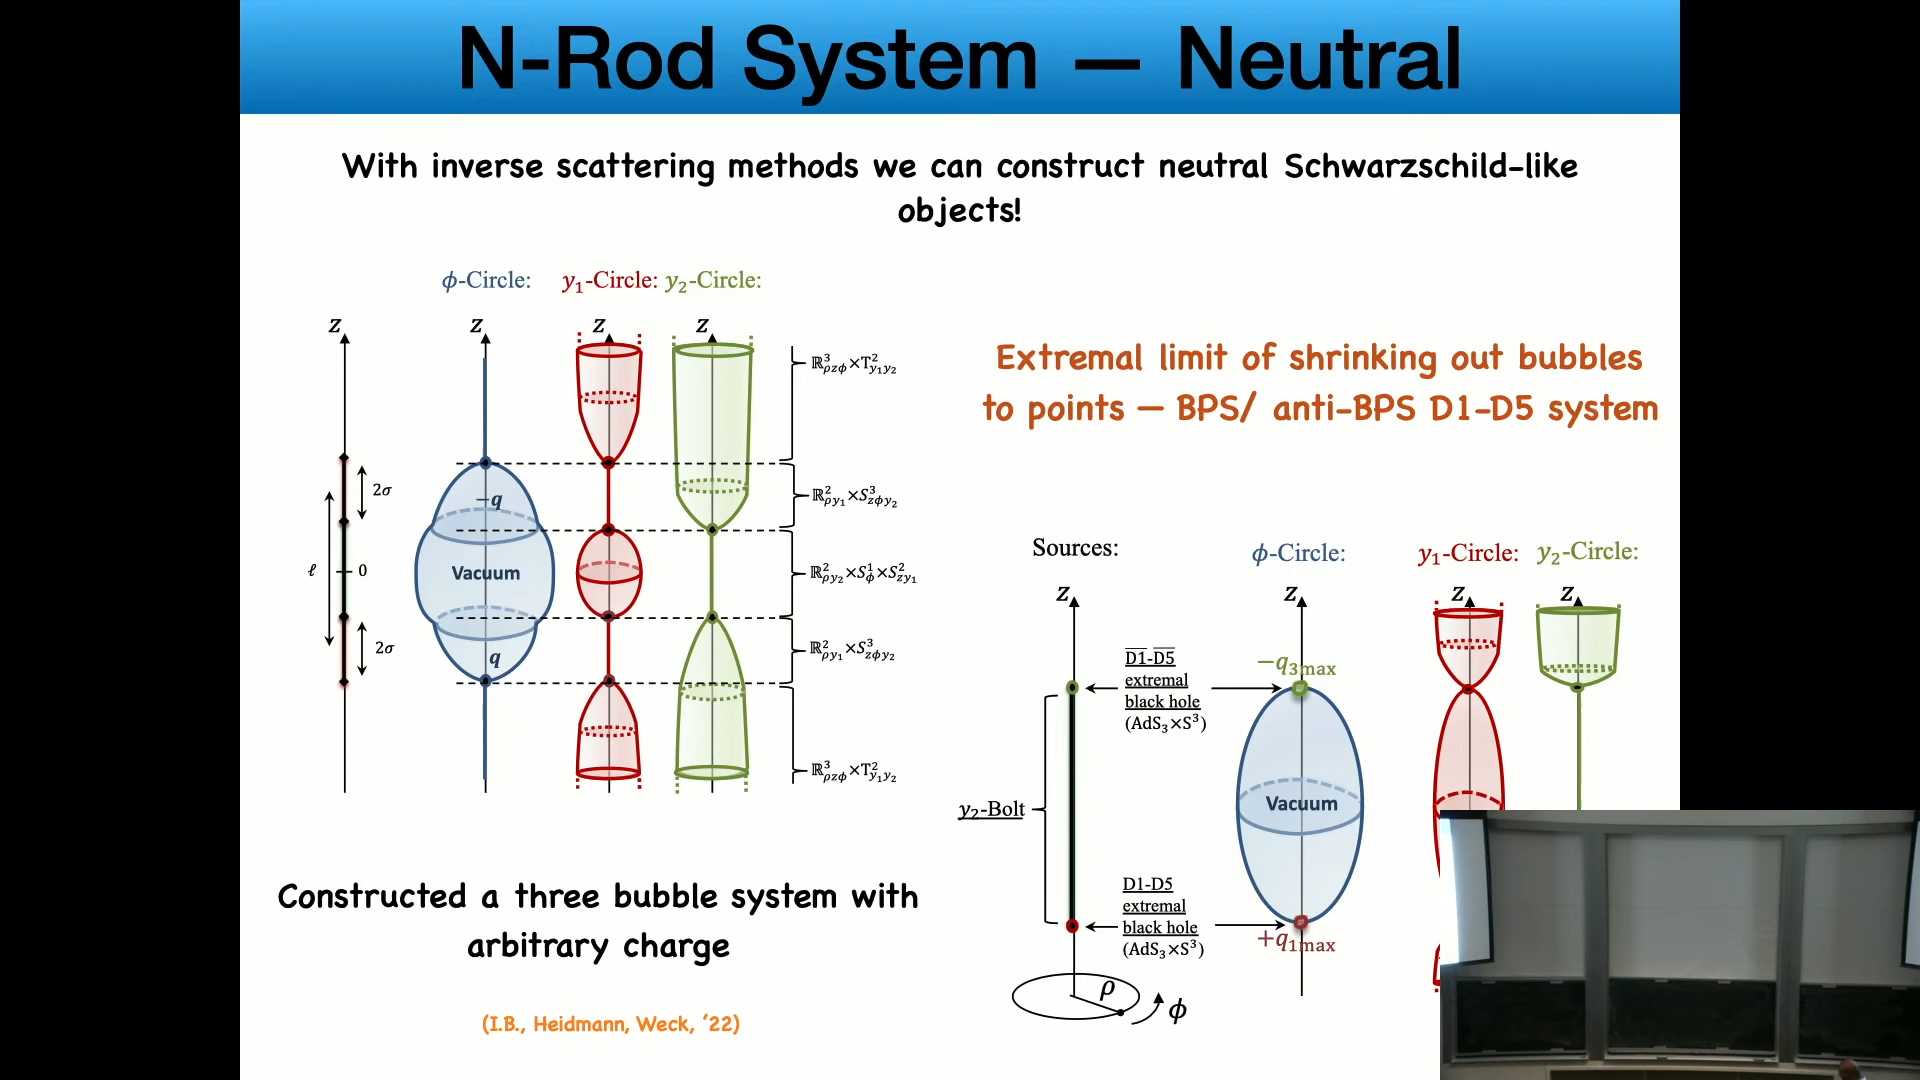 N-Rod System — Neutral
With inverse scattering methods we can construct neutral Schwarzschild-like
objects!
ϕ-Circle: y₁-Circle: y₂-Circle:
z z z z
ℝ³ρzϕ×T²y₁y₂
2σ
−q
ℝ²ρy₁×S³zϕy₂
ℓ 0
Vacuum
ℝ²ρy₂×S¹ϕ×S²zy₁
2σ
q
ℝ²ρy₁×S³zϕy₂
ℝ³ρzϕ×T²y₁y₂
Constructed a three bubble system with
arbitrary charge
(I.B., Heidmann, Weck, ’22)
Extremal limit of shrinking out bubbles
to points — BPS/ anti-BPS D1-D5 system
Sources: ϕ-Circle: y₁-Circle: y₂-Circle:
z z z z
D̅1̅-D̅5̅
extremal
black hole
(AdS₃×S³)
−q₃max
y₂-Bolt
Vacuum
D1-D5
extremal
black hole
(AdS₃×S³)
+q₁max
ρ
ϕ